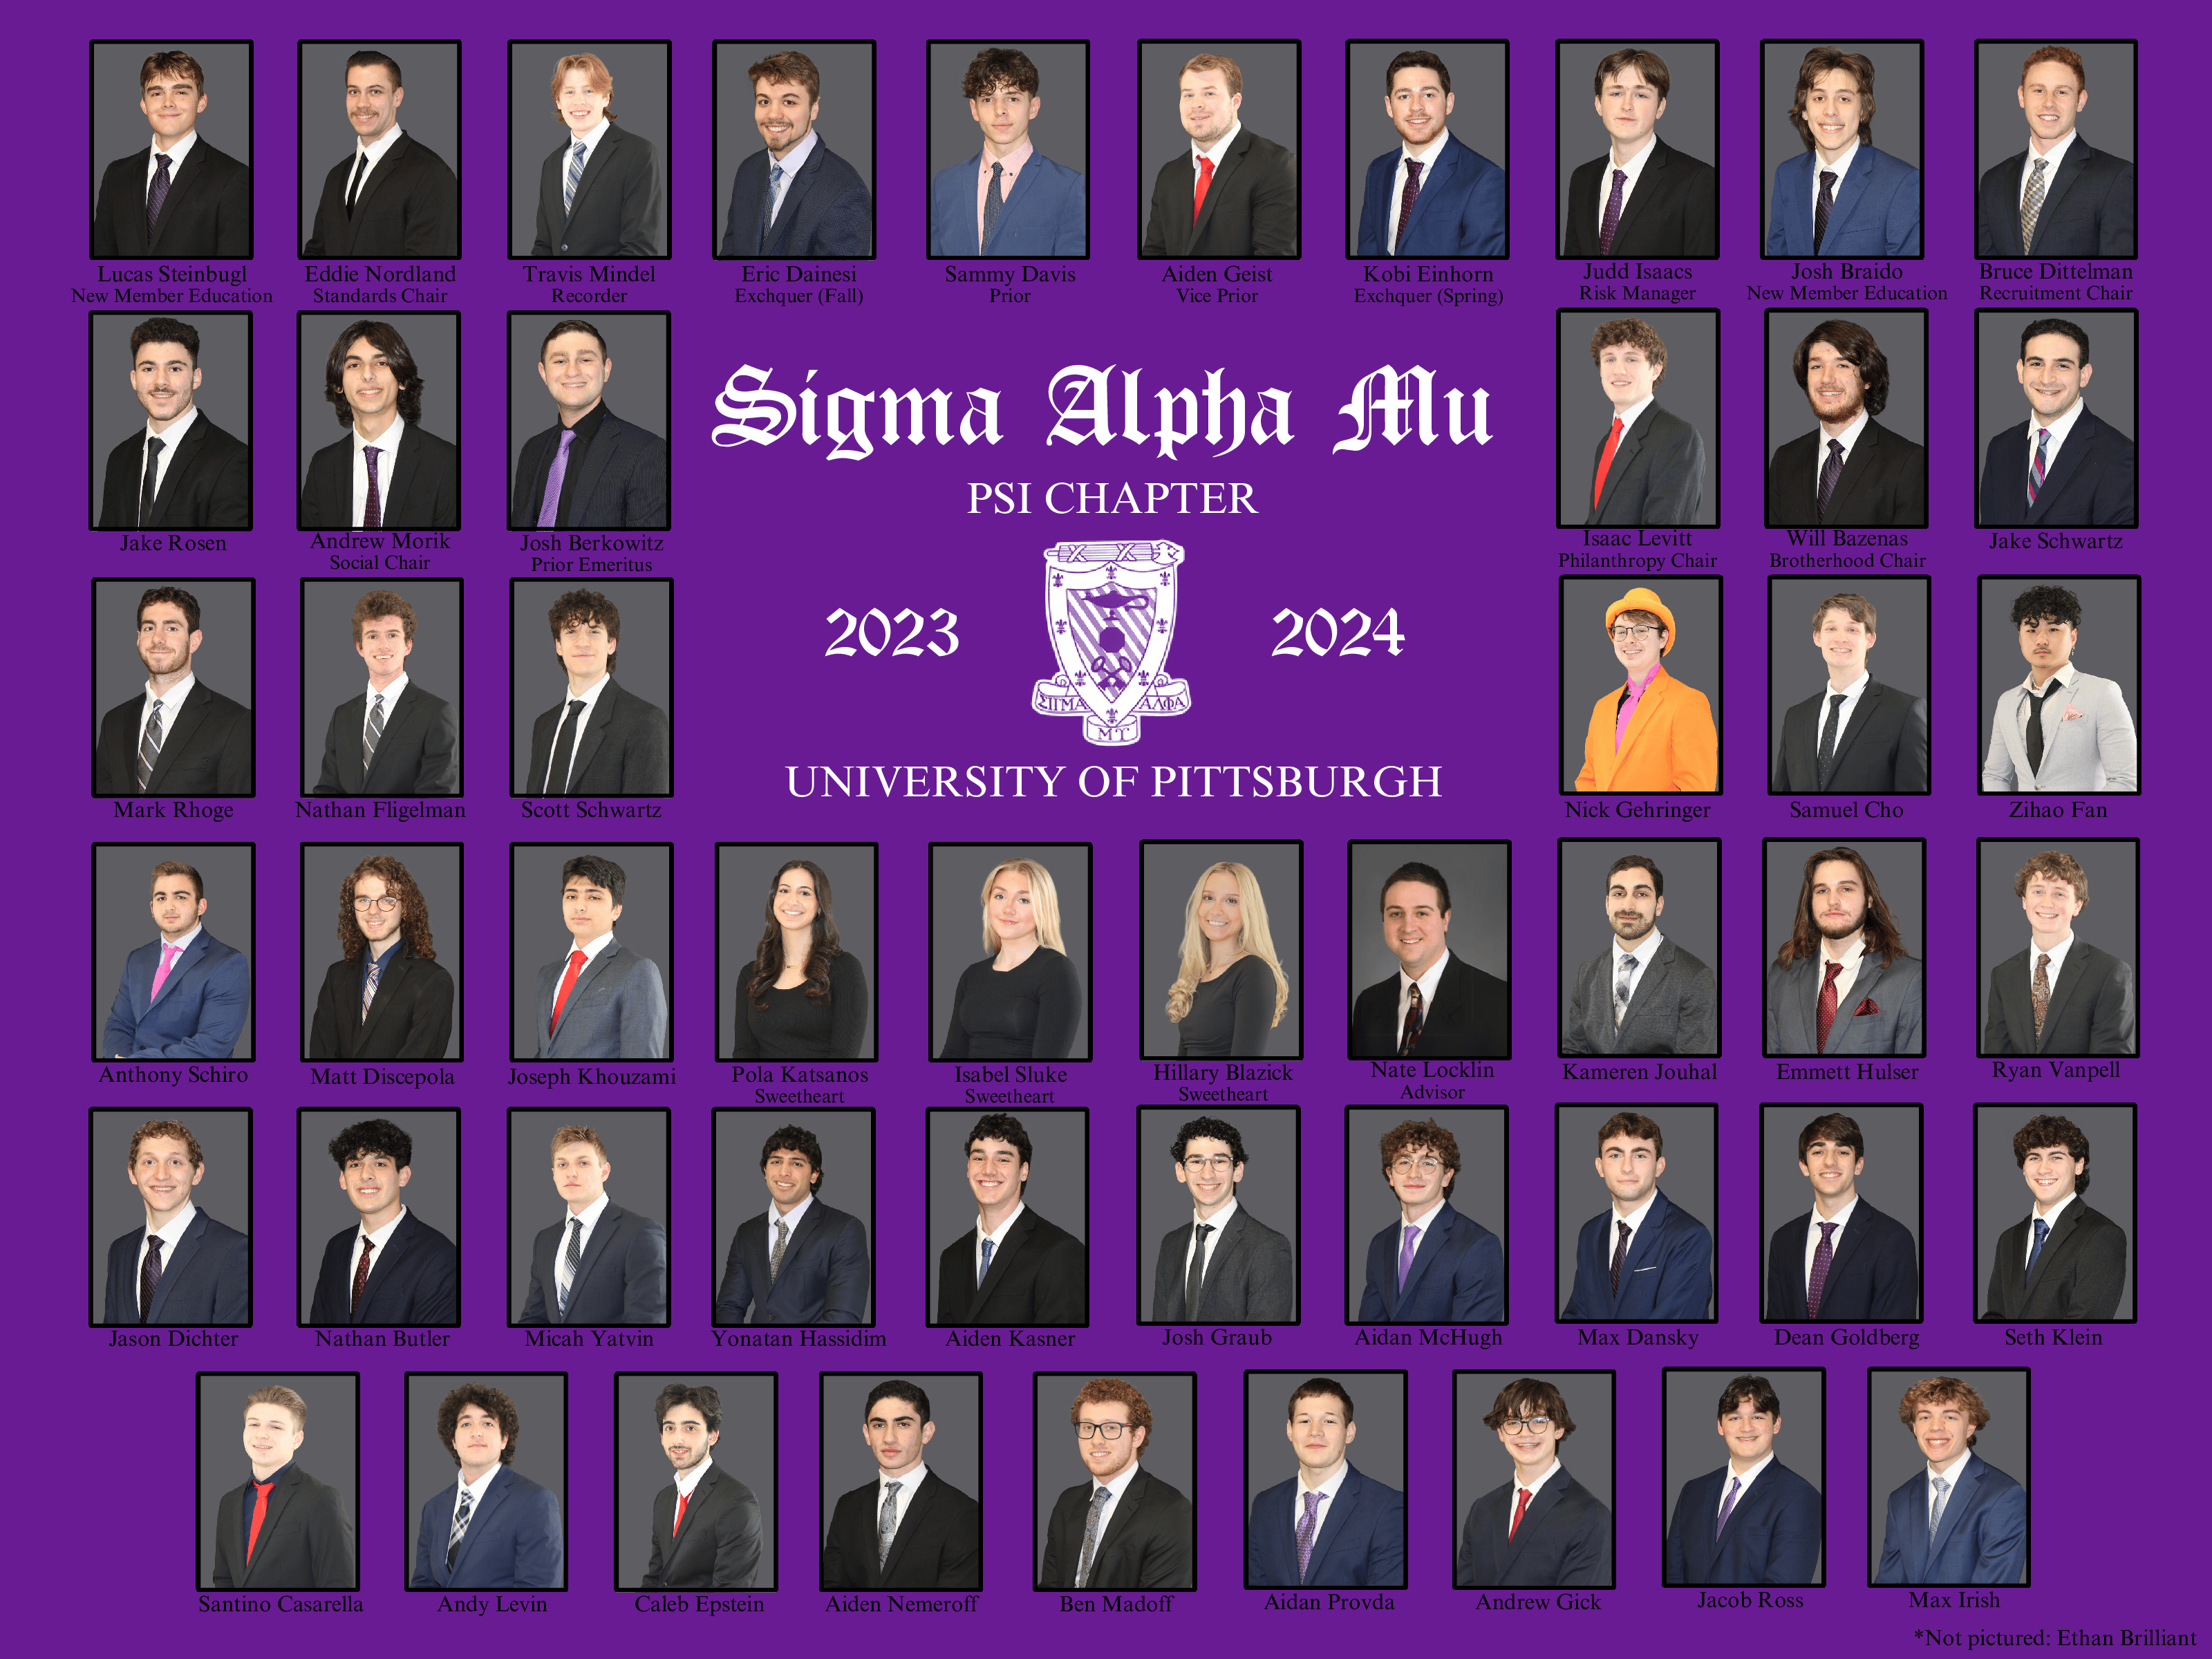 Lucas Steinbugl
New Member Education
Eddie Nordland
Standards Chair
Travis Mindel
Recorder
Eric Dainesi
Exchquer (Fall)
Sammy Davis
Prior
Aiden Geist
Vice Prior
Kobi Einhorn
Exchquer (Spring)
Judd Isaacs
Risk Manager
Josh Braido
New Member Education
Bruce Dittelman
Recruitment Chair
Jake Rosen
Andrew Morik
Social Chair
Josh Berkowitz
Prior Emeritus
Sigma Alpha Mu
PSI CHAPTER
2023
2024
ΣΙΓΜΑ
ΑΛΦΑ
ΜΥ
UNIVERSITY OF PITTSBURGH
Isaac Levitt
Philanthropy Chair
Will Bazenas
Brotherhood Chair
Jake Schwartz
Mark Rhoge
Nathan Fligelman
Scott Schwartz
Nick Gehringer
Samuel Cho
Zihao Fan
Anthony Schiro
Matt Discepola
Joseph Khouzami
Pola Katsanos
Sweetheart
Isabel Sluke
Sweetheart
Hillary Blazick
Sweetheart
Nate Locklin
Advisor
Kameren Jouhal
Emmett Hulser
Ryan Vanpell
Jason Dichter
Nathan Butler
Micah Yatvin
Yonatan Hassidim
Aiden Kasner
Josh Graub
Aidan McHugh
Max Dansky
Dean Goldberg
Seth Klein
Santino Casarella
Andy Levin
Caleb Epstein
Aiden Nemeroff
Ben Madoff
Aidan Provda
Andrew Gick
Jacob Ross
Max Irish
*Not pictured: Ethan Brilliant